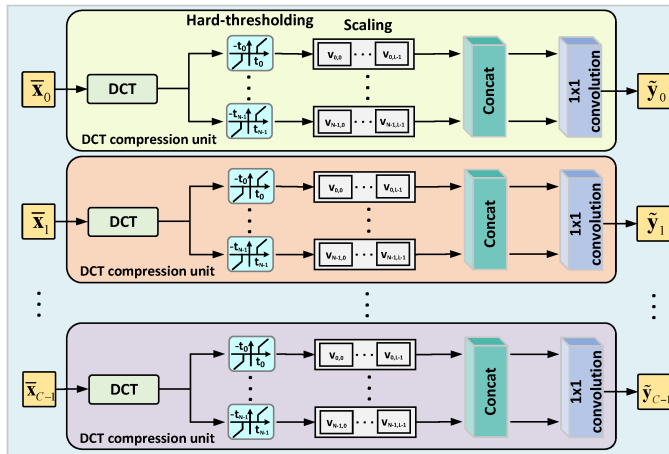 Hard-thresholding
Scaling
x̅₀
DCT
-t₀
t₀
v₀,₀ ··· v₀,L-1
-tN-1
tN-1
vN-1,0 ··· vN-1,L-1
Concat
1x1 convolution
ỹ₀
DCT compression unit
x̅₁
DCT
-t₀
t₀
v₀,₀ ··· v₀,L-1
-tN-1
tN-1
vN-1,0 ··· vN-1,L-1
Concat
1x1 convolution
ỹ₁
DCT compression unit
x̅C-1
DCT
-t₀
t₀
v₀,₀ ··· v₀,L-1
-tN-1
tN-1
vN-1,0 ··· vN-1,L-1
Concat
1x1 convolution
ỹC-1
DCT compression unit